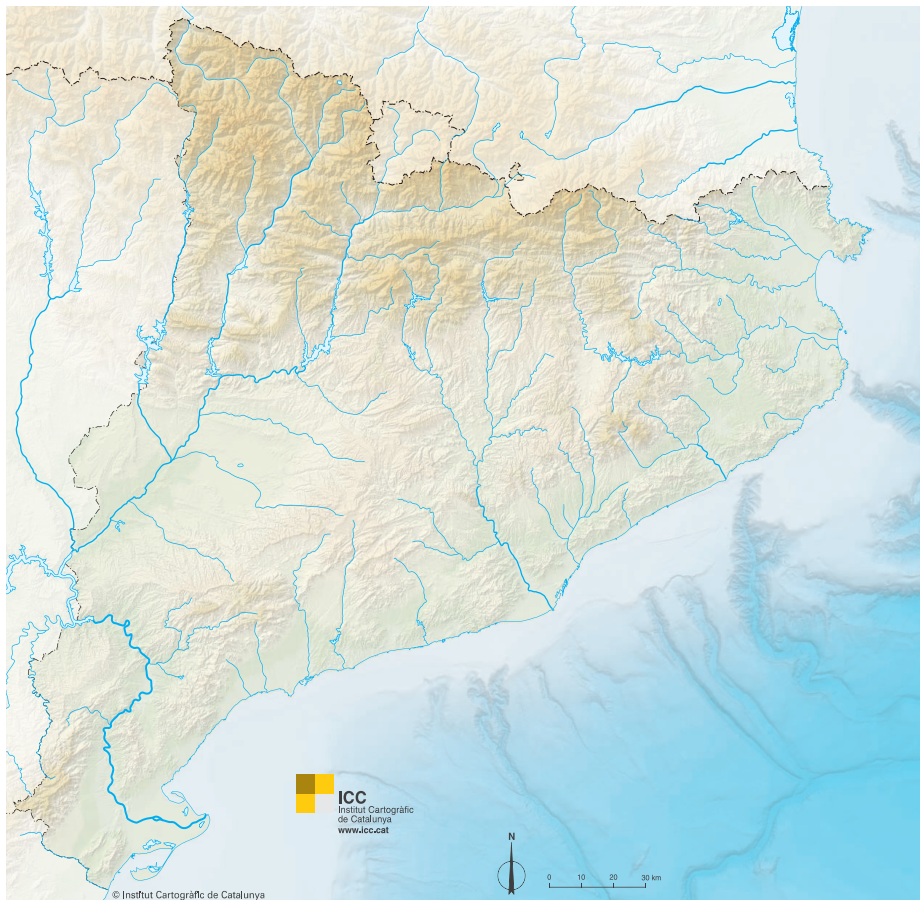 ICC
Institut Cartogràfic
de Catalunya
www.icc.cat
N
0 10 20 30 km
© Institut Cartogràfic de Catalunya